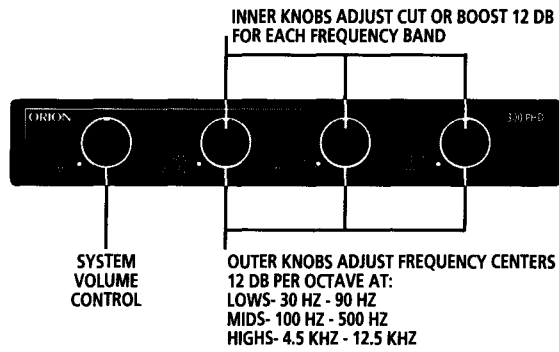 INNER KNOBS ADJUST CUT OR BOOST 12 DB
FOR EACH FREQUENCY BAND
ORION
300 PHD
SYSTEM
VOLUME
CONTROL
OUTER KNOBS ADJUST FREQUENCY CENTERS
12 DB PER OCTAVE AT:
LOWS- 30 HZ - 90 HZ
MIDS- 100 HZ - 500 HZ
HIGHS- 4.5 KHZ - 12.5 KHZ